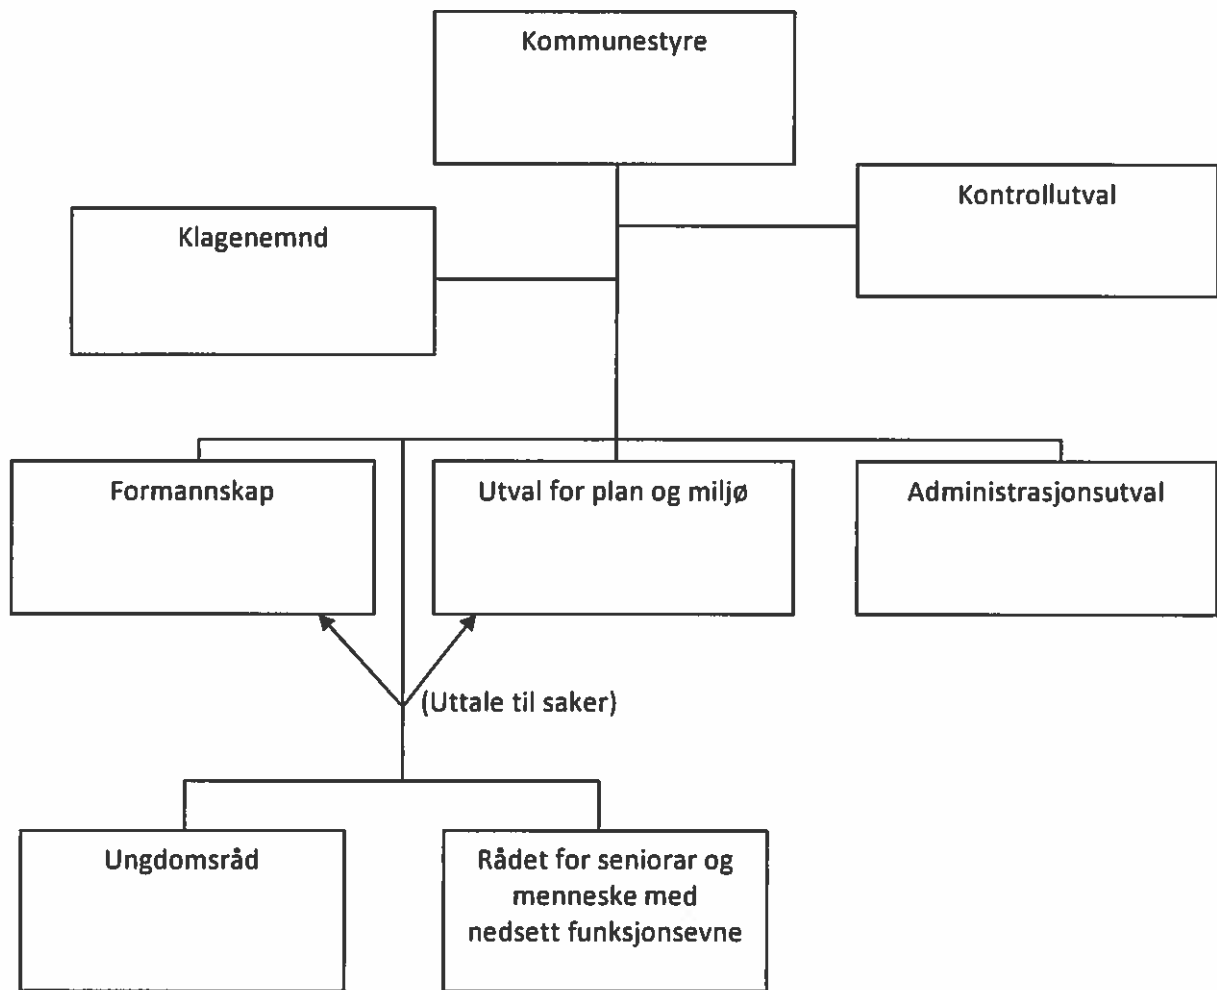 Kommunestyre
Kontrollutval
Klagenemnd
Formannskap
Utval for plan og miljø
Administrasjonsutval
(Uttale til saker)
Ungdomsråd
Rådet for seniorar og
menneske med
nedsett funksjonsevne